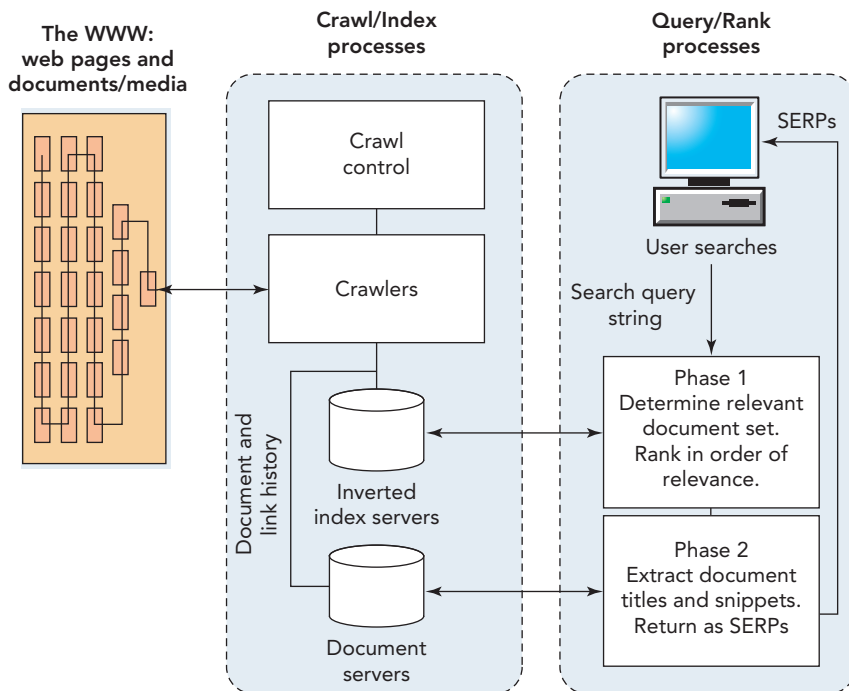 The WWW:
web pages and
documents/media
Crawl/Index
processes
Query/Rank
processes
Crawl
control
Crawlers
Document and
link history
Inverted
index servers
Document
servers
SERPs
User searches
Search query
string
Phase 1
Determine relevant
document set.
Rank in order of
relevance.
Phase 2
Extract document
titles and snippets.
Return as SERPs